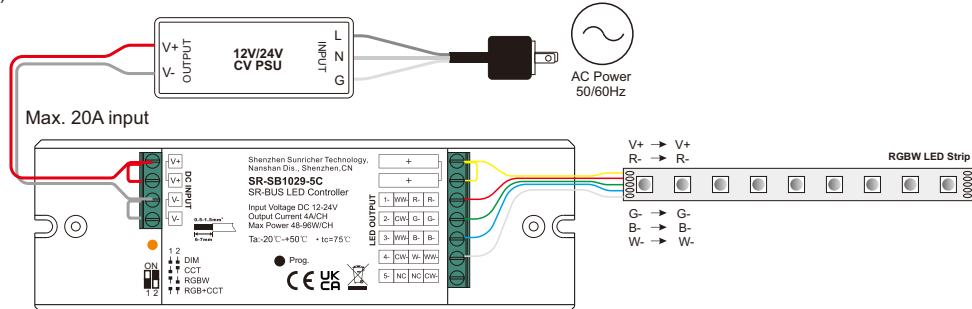 V+
V-
OUTPUT
12V/24V
CV PSU
INPUT
L
N
G
AC Power
50/60Hz
Max. 20A input
V+
V+
V-
V-
DC INPUT
0.5-1.5mm²
6-7mm
ON
1 2
1 2
DIM
CCT
RGBW
RGB+CCT
Shenzhen Sunricher Technology,
Nanshan Dis., Shenzhen,CN
SR-SB1029-5C
SR-BUS LED Controller
Input Voltage DC 12-24V
Output Current 4A/CH
Max Power 48-96W/CH
Ta:-20℃-+50℃ • tc=75℃
Prog.
CE UK CA
LED OUTPUT
+
+
1- WW- R- R-
2- CW- G- G-
3- WW- B- B-
4- CW- W- WW-
5- NC NC CW-
V+ → V+
R- → R-
RGBW LED Strip
G- → G-
B- → B-
W- → W-